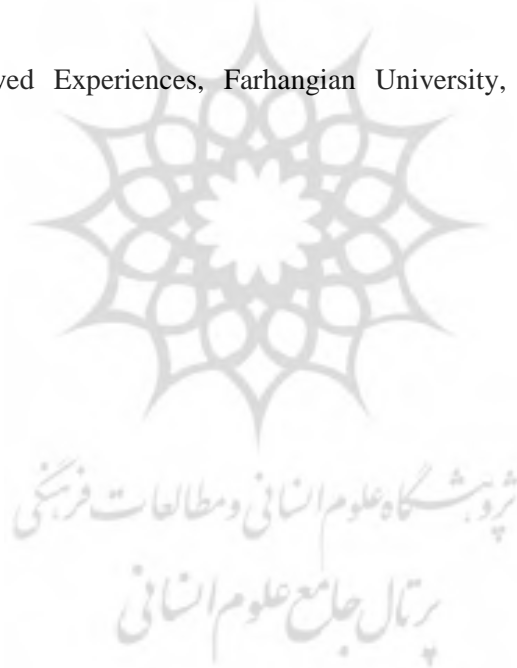 ved Experiences, Farhangian University,
پژوهشگاه علوم انسانی و مطالعات فرهنگی
پرتال جامع علوم انسانی